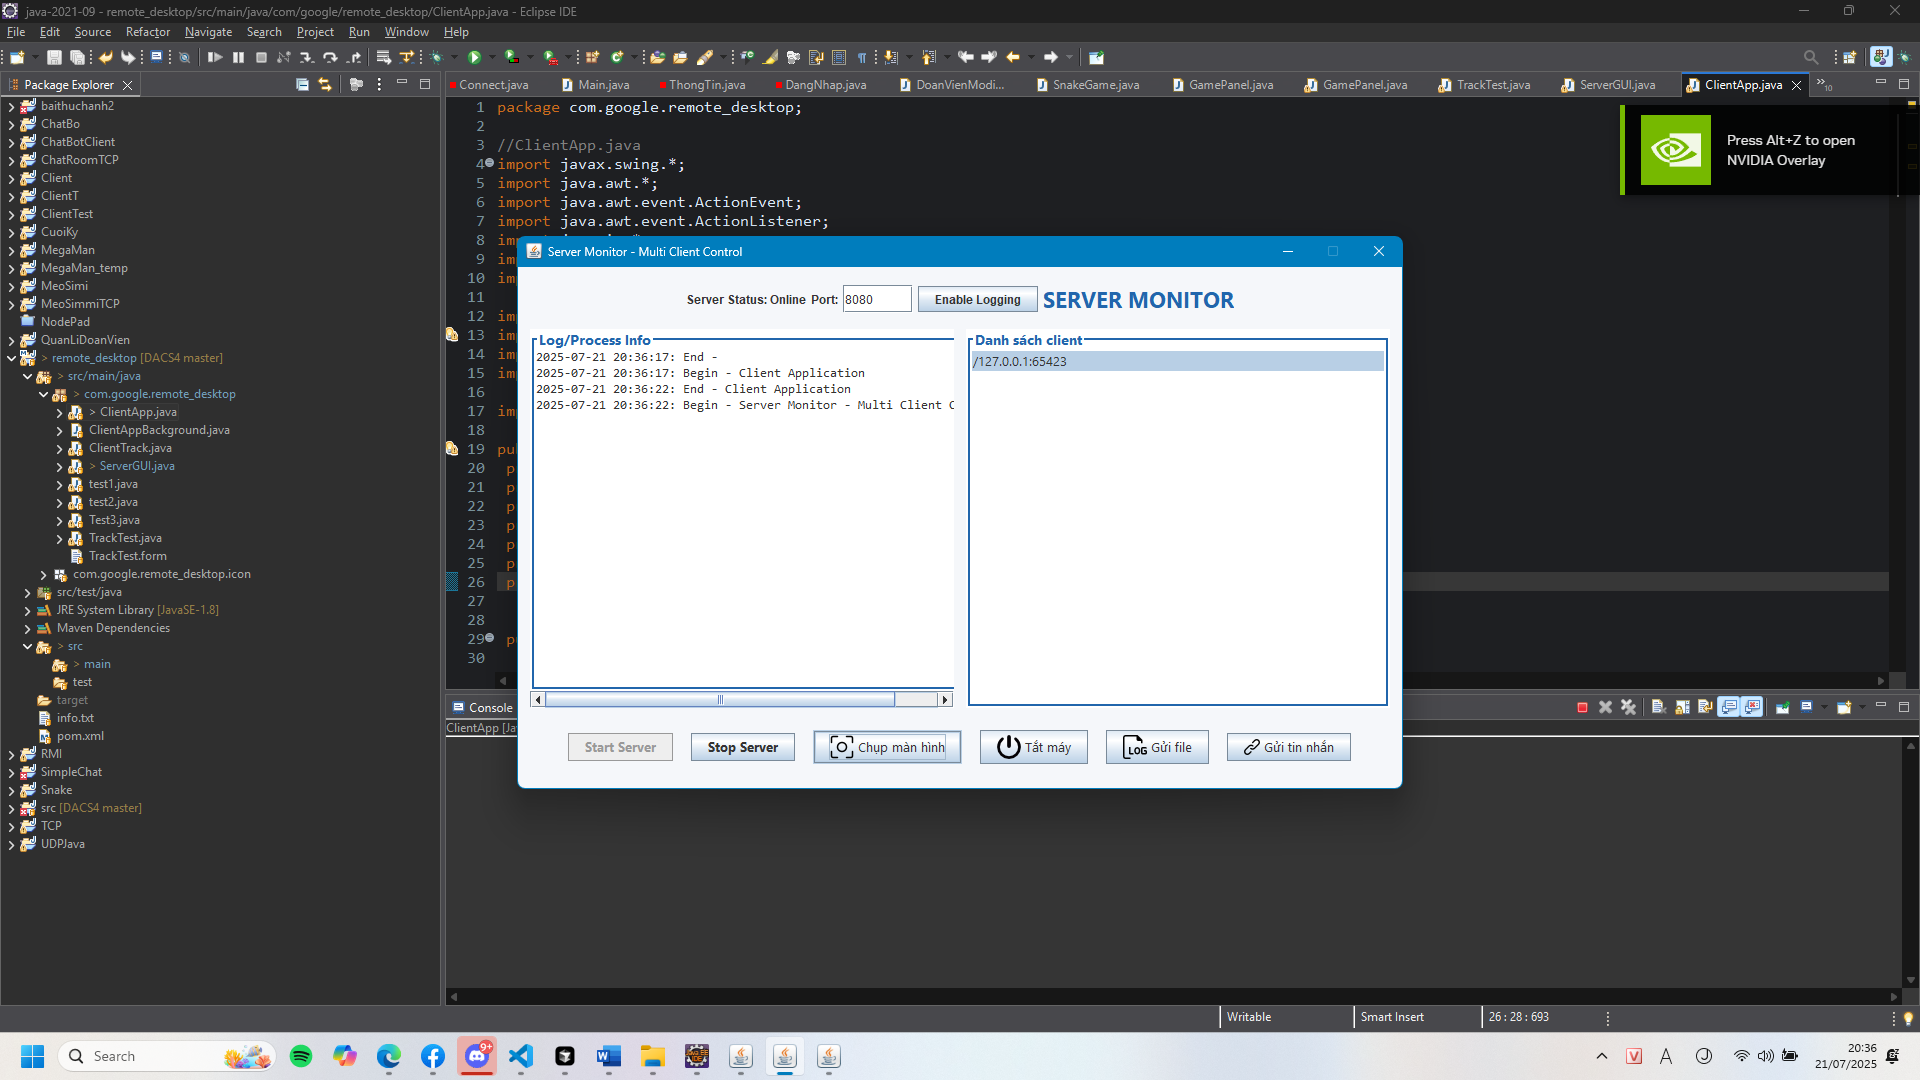 java-2021-09 - remote_desktop/src/main/java/com/google/remote_desktop/ClientApp.java - Eclipse IDE
File Edit Source Refactor Navigate Search Project Run Window Help
Package Explorer
Connect.java Main.java ThongTin.java DangNhap.java DoanVienModi... SnakeGame.java GamePanel.java GamePanel.java TrackTest.java ServerGUI.java ClientApp.java 10
baithuchanh2
ChatBo
ChatBotClient
ChatRoomTCP
Client
ClientT
ClientTest
CuoiKy
MegaMan
MegaMan_temp
MeoSimi
MeoSimmiTCP
NodePad
QuanLiDoanVien
> remote_desktop [DACS4 master]
> src/main/java
> com.google.remote_desktop
> ClientApp.java
ClientAppBackground.java
ClientTrack.java
> ServerGUI.java
test1.java
test2.java
Test3.java
TrackTest.java
TrackTest.form
com.google.remote_desktop.icon
src/test/java
JRE System Library [JavaSE-1.8]
Maven Dependencies
> src
> main
test
target
info.txt
pom.xml
RMI
SimpleChat
Snake
src [DACS4 master]
TCP
UDPJava
1 package com.google.remote_desktop;
2
3 //ClientApp.java
4 import javax.swing.*;
5 import java.awt.*;
6 import java.awt.event.ActionEvent;
7 import java.awt.event.ActionListener;
8
9 im
10 im
11
12 im
13 im
14 im
15 im
16
17 im
18
19 pu
20 p
21 p
22 p
23 p
24 p
25 p
26 p
27
28
29 p
30
Press Alt+Z to open
NVIDIA Overlay
Server Monitor - Multi Client Control
Server Status: Online Port: 8080 Enable Logging SERVER MONITOR
Log/Process Info
2025-07-21 20:36:17: End -
2025-07-21 20:36:17: Begin - Client Application
2025-07-21 20:36:22: End - Client Application
2025-07-21 20:36:22: Begin - Server Monitor - Multi Client C
Danh sách client
/127.0.0.1:65423
Start Server Stop Server Chụp màn hình Tắt máy LOG Gửi file Gửi tin nhắn
Console
ClientApp [Ja
Writable Smart Insert 26 : 28 : 693
Search
9+
20:36
21/07/2025